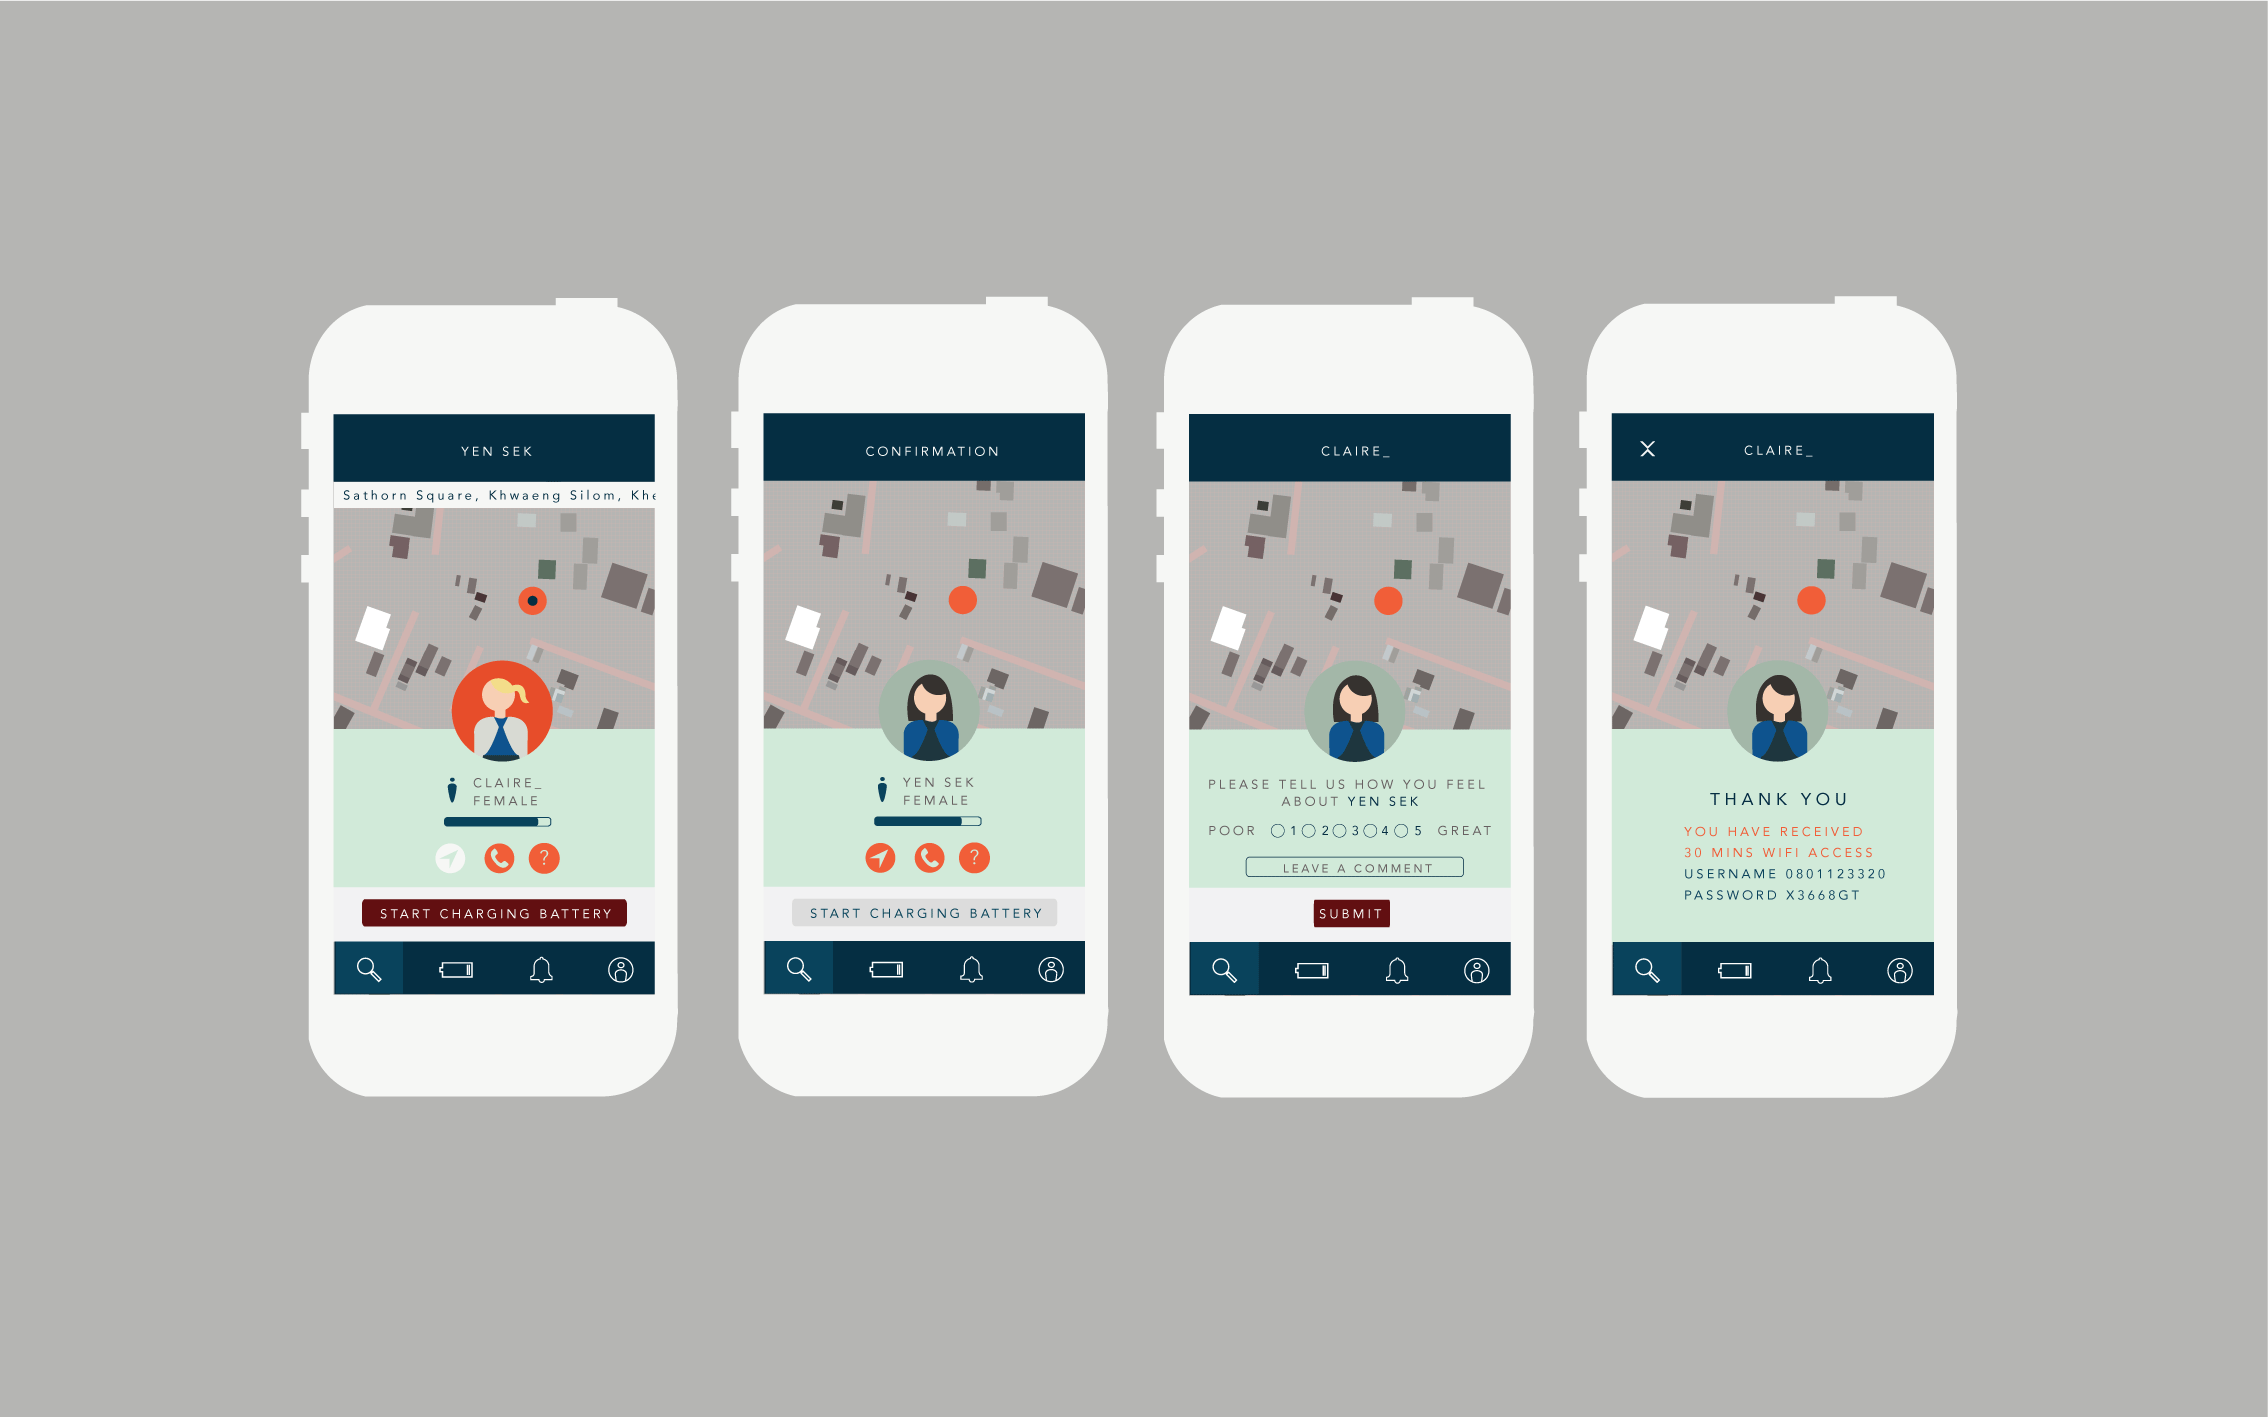 YEN SEK
Sathorn Square, Khwaeng Silom, Khe
CLAIRE_
FEMALE
?
START CHARGING BATTERY
CONFIRMATION
YEN SEK
FEMALE
?
START CHARGING BATTERY
CLAIRE_
PLEASE TELL US HOW YOU FEEL
ABOUT YEN SEK
POOR 1 2 3 4 5 GREAT
LEAVE A COMMENT
SUBMIT
X CLAIRE_
THANK YOU
YOU HAVE RECEIVED
30 MINS WIFI ACCESS
USERNAME 0801123320
PASSWORD X3668GT